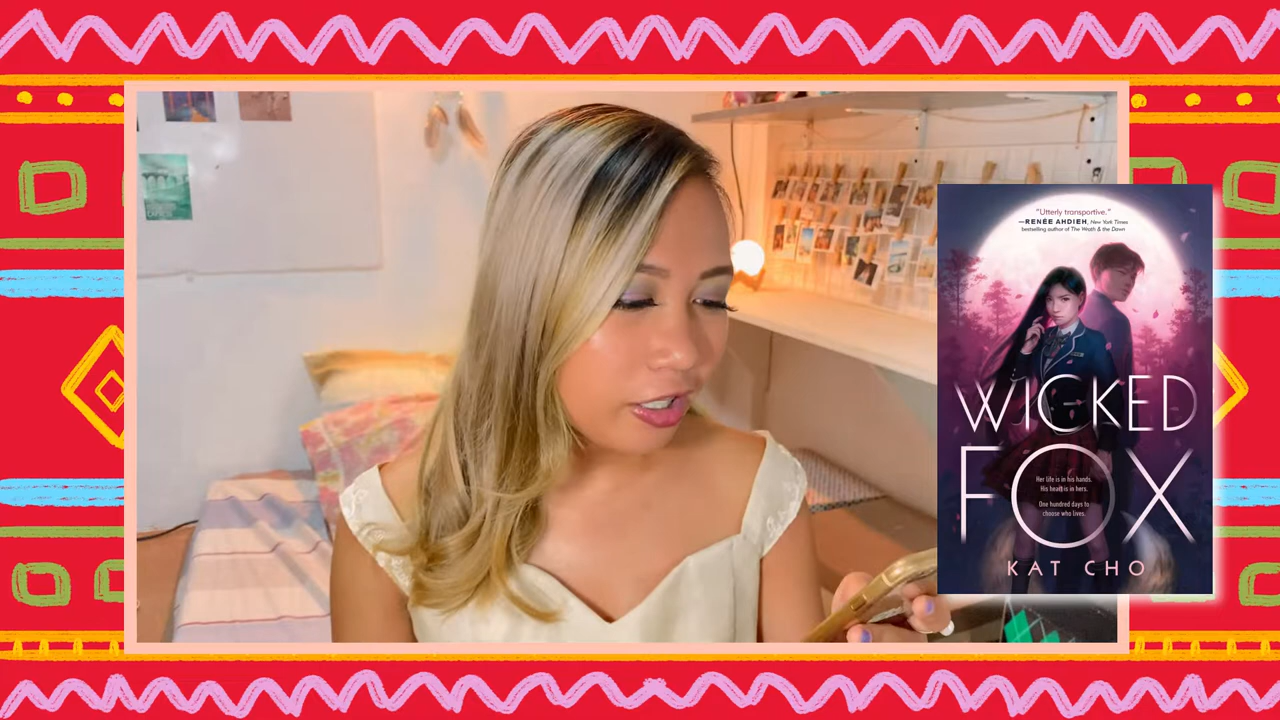 "Utterly transportive."
—RENÉE AHDIEH, New York Times
bestselling author of The Wrath & the Dawn
WICKED
FOX
Her life is in his hands.
His heart is in hers.
One hundred days to
choose who lives.
KAT CHO